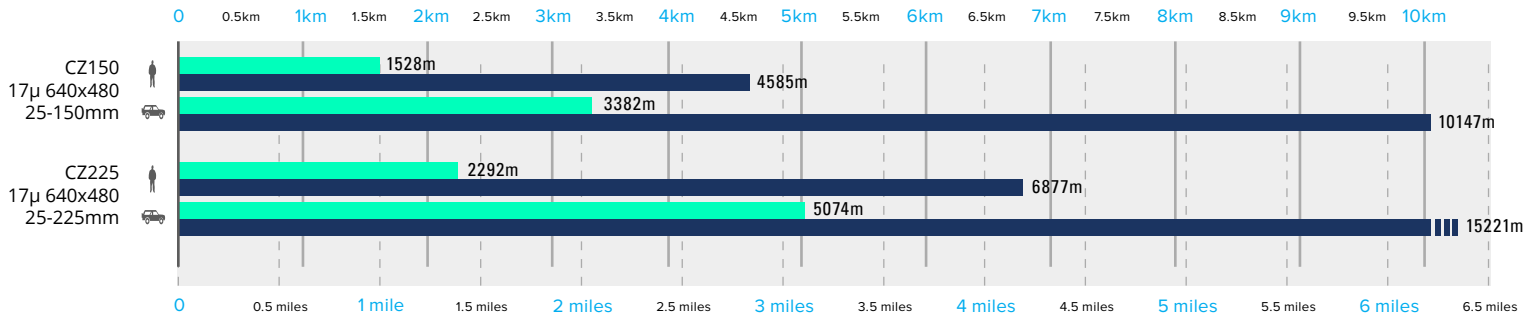 0 0.5km 1km 1.5km 2km 2.5km 3km 3.5km 4km 4.5km 5km 5.5km 6km 6.5km 7km 7.5km 8km 8.5km 9km 9.5km 10km
CZ150
17µ 640x480
25-150mm
1528m
4585m
3382m
10147m
CZ225
17µ 640x480
25-225mm
2292m
6877m
5074m
15221m
0 0.5 miles 1 mile 1.5 miles 2 miles 2.5 miles 3 miles 3.5 miles 4 miles 4.5 miles 5 miles 5.5 miles 6 miles 6.5 miles